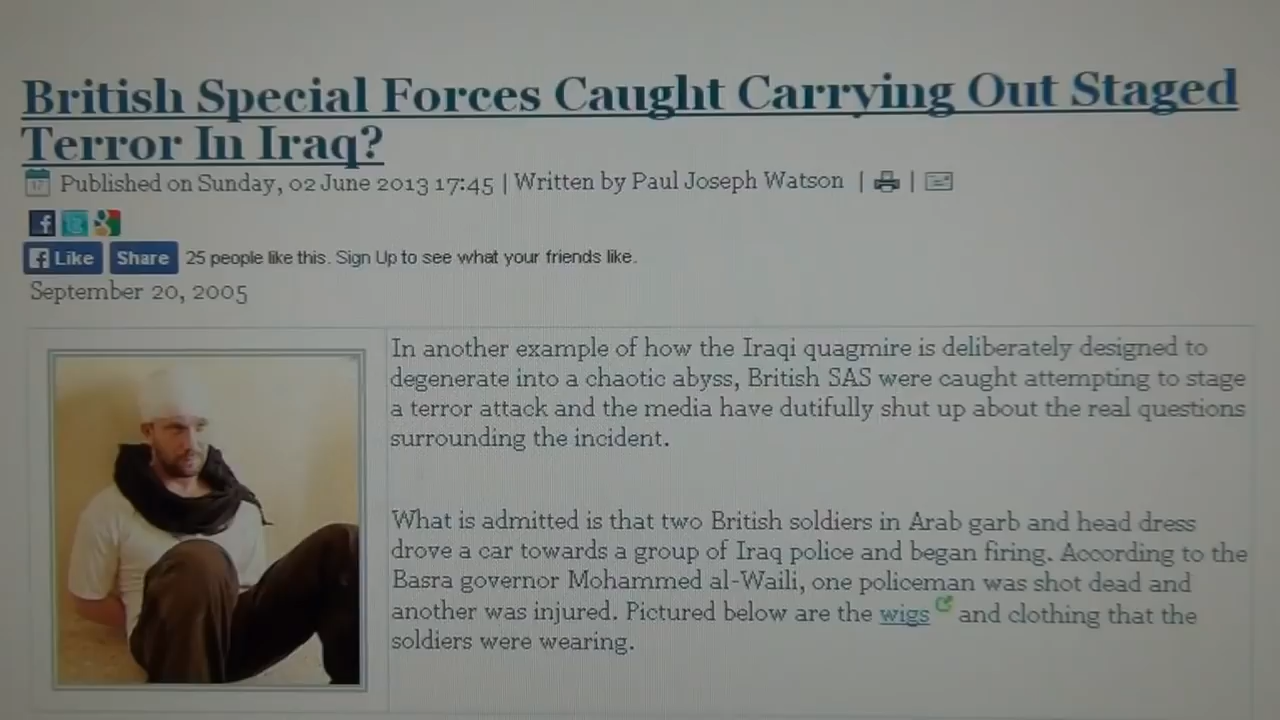 British Special Forces Caught Carrying Out Staged
Terror In Iraq?
17 Published on Sunday, 02 June 2013 17:45 | Written by Paul Joseph Watson | |
f Like Share 25 people like this. Sign Up to see what your friends like.
September 20, 2005
In another example of how the Iraqi quagmire is deliberately designed to
degenerate into a chaotic abyss, British SAS were caught attempting to stage
a terror attack and the media have dutifully shut up about the real questions
surrounding the incident.
What is admitted is that two British soldiers in Arab garb and head dress
drove a car towards a group of Iraq police and began firing. According to the
Basra governor Mohammed al-Waili, one policeman was shot dead and
another was injured. Pictured below are the wigs and clothing that the
soldiers were wearing.